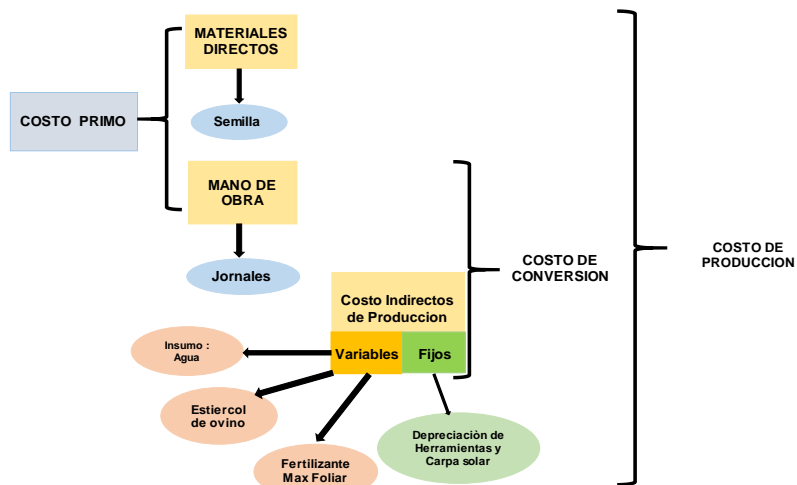 MATERIALES
DIRECTOS
COSTO PRIMO
Semilla
MANO DE
OBRA
Jornales
COSTO DE
CONVERSION
COSTO DE
PRODUCCION
Costo Indirectos
de Produccion
Variables
Fijos
Insumo :
Agua
Estiercol
de ovino
Fertilizante
Max Foliar
Depreciaciòn de
Herramientas y
Carpa solar